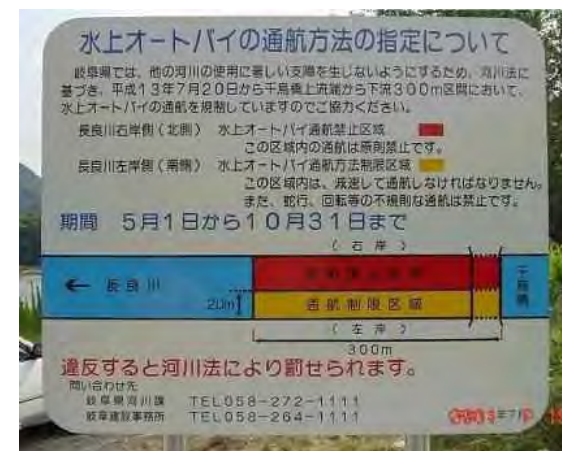 水上オートバイの通航方法の指定について
岐阜県では、他の河川の使用に著しい支障を生じないようにするため、河川法に
基づき、平成13年7月20日から千鳥橋上流端から下流300m区間において、
水上オートバイの通航を規制していますのでご協力ください。
長良川右岸側(北側) 水上オートバイ通航禁止区域
この区域内の通航は原則禁止です。
長良川左岸側(南側) 水上オートバイ通航方法制限区域
この区域内は、減速して通航しなければなりません。
また、蛇行、回転等の不規則な通航は禁止です。
期間 5月1日から10月31日まで
(右岸)
← 長良川
千鳥橋
20m
通航制限区域
(左岸)
300m
違反すると河川法により罰せられます。
問い合わせ先
岐阜県河川課 TEL058-272-1111
岐阜建設事務所 TEL058-264-1111